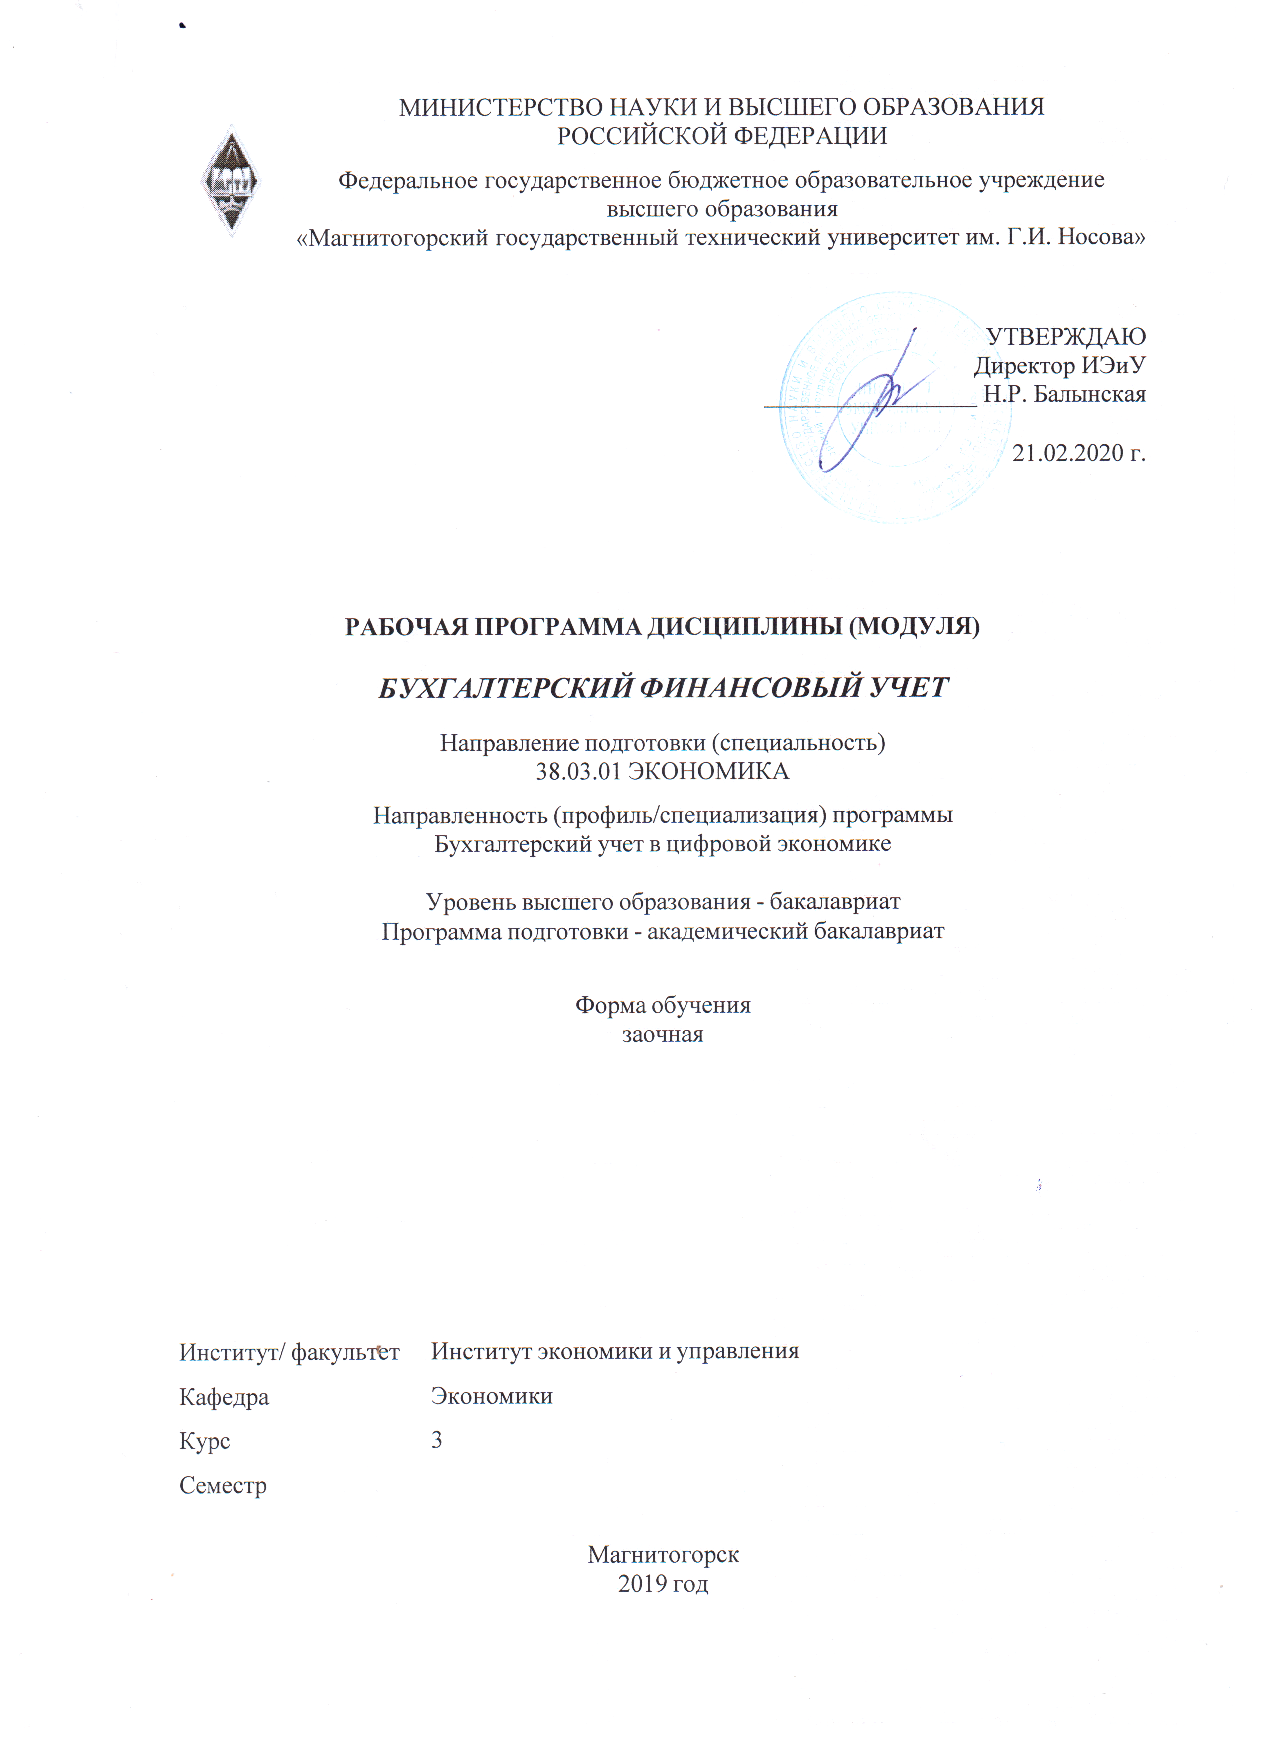 МИНИСТЕРСТВО НАУКИ И ВЫСШЕГО ОБРАЗОВАНИЯ
РОССИЙСКОЙ ФЕДЕРАЦИИ
Федеральное государственное бюджетное образовательное учреждение
высшего образования
«Магнитогорский государственный технический университет им. Г.И. Носова»
МГТУ
УТВЕРЖДАЮ
Директор ИЭиУ
Н.Р. Балынская
21.02.2020 г.
РАБОЧАЯ ПРОГРАММА ДИСЦИПЛИНЫ (МОДУЛЯ)
БУХГАЛТЕРСКИЙ ФИНАНСОВЫЙ УЧЕТ
Направление подготовки (специальность)
38.03.01 ЭКОНОМИКА
Направленность (профиль/специализация) программы
Бухгалтерский учет в цифровой экономике
Уровень высшего образования - бакалавриат
Программа подготовки - академический бакалавриат
Форма обучения
заочная
Институт/ факультет Институт экономики и управления
Кафедра Экономики
Курс 3
Семестр
Магнитогорск
2019 год